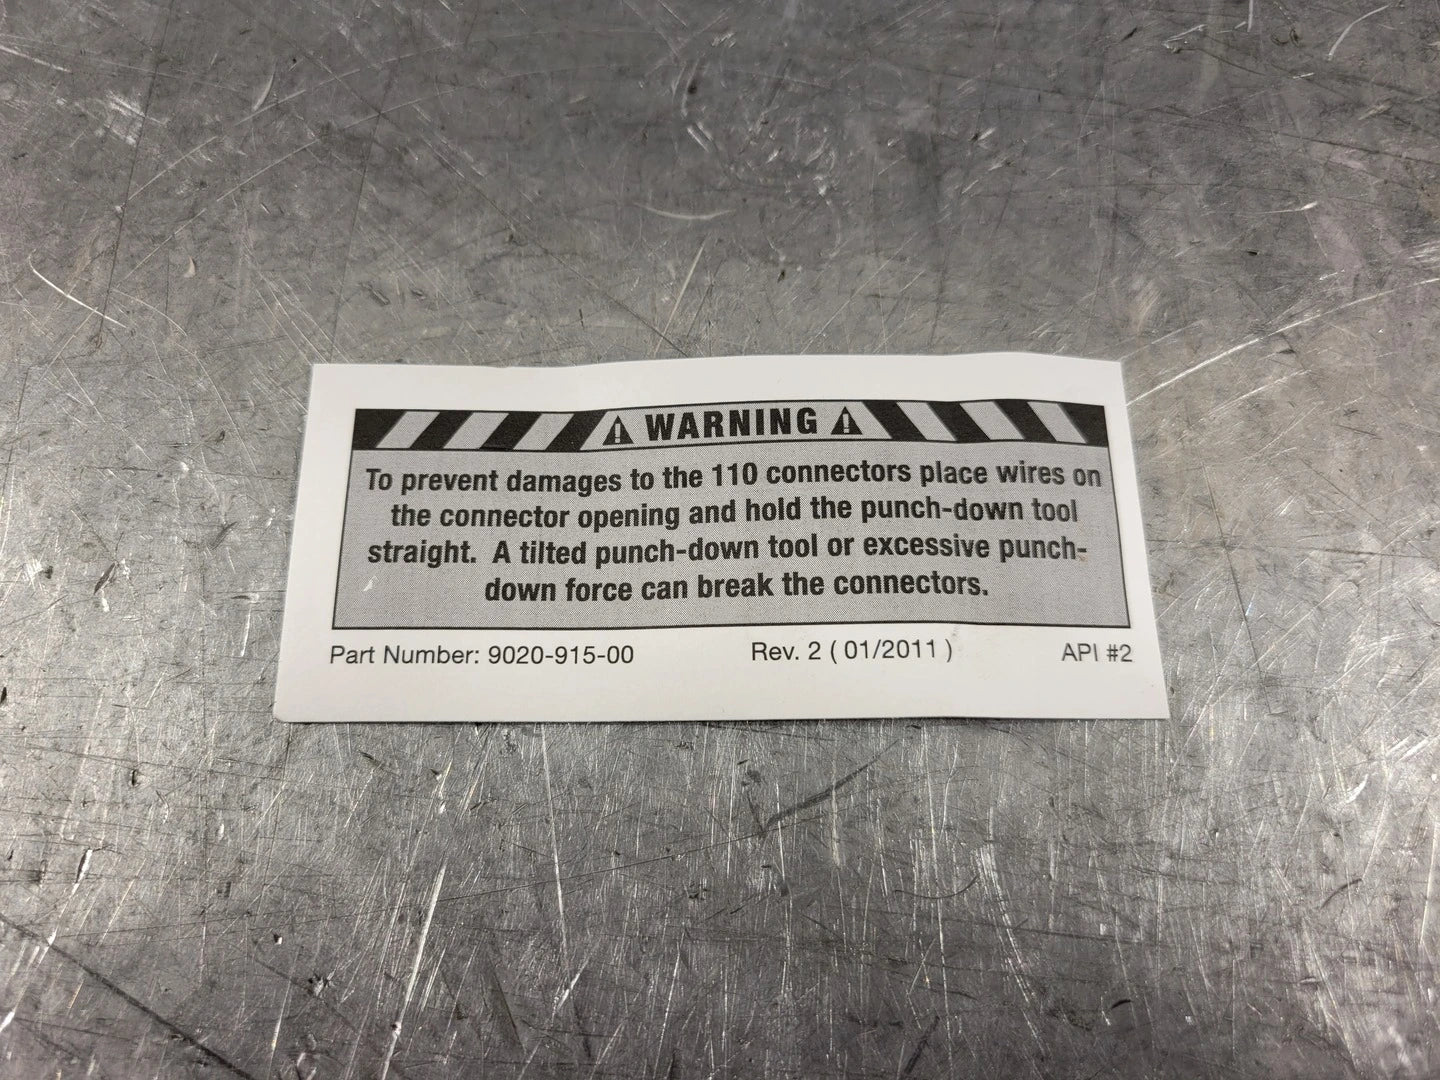 WARNING
To prevent damages to the 110 connectors place wires on
the connector opening and hold the punch-down tool
straight.  A tilted punch-down tool or excessive punch-
down force can break the connectors.
Part Number: 9020-915-00 Rev. 2 ( 01/2011 ) API #2